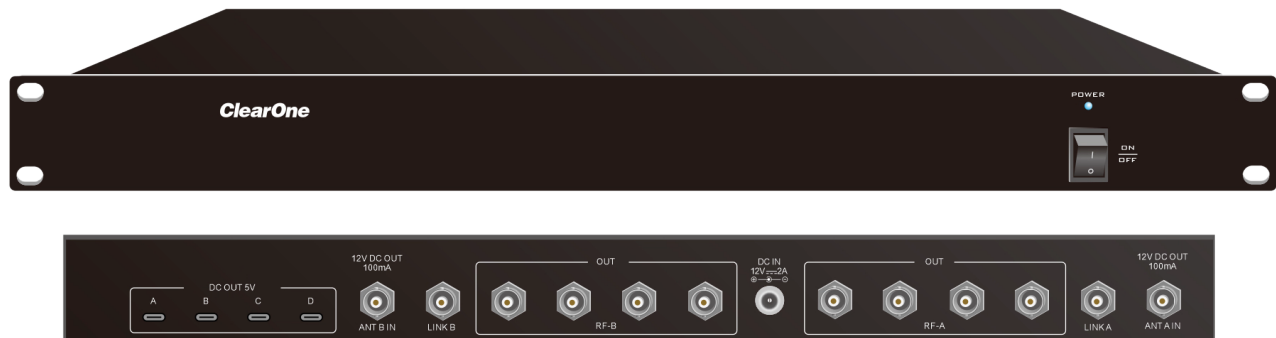 ClearOne
POWER
I
O
ON
OFF
DC OUT 5V
A B C D
12V DC OUT
100mA
ANT B IN
LINK B
OUT
RF-B
DC IN
12V⎓2A
OUT
RF-A
LINK A
12V DC OUT
100mA
ANT A IN